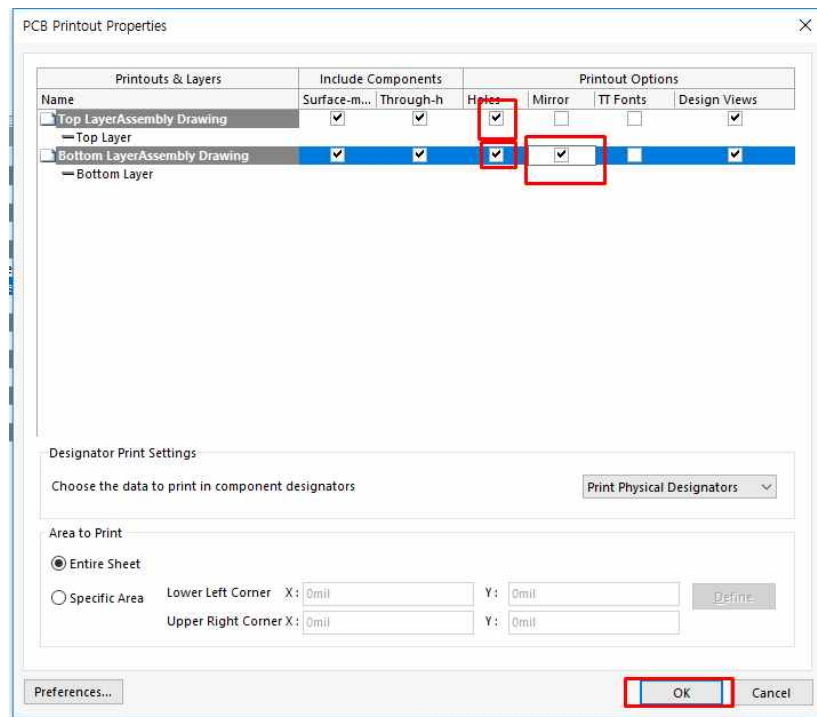 PCB Printout Properties
Printouts & Layers Include Components Printout Options
Name Surface-m... Through-h Holes Mirror TT Fonts Design Views
Top LayerAssembly Drawing
Top Layer
Bottom LayerAssembly Drawing
Bottom Layer
Designator Print Settings
Choose the data to print in component designators Print Physical Designators
Area to Print
Entire Sheet
Specific Area Lower Left Corner X: 0mil Y: 0mil Define
Upper Right Corner X: 0mil Y: 0mil
Preferences... OK Cancel